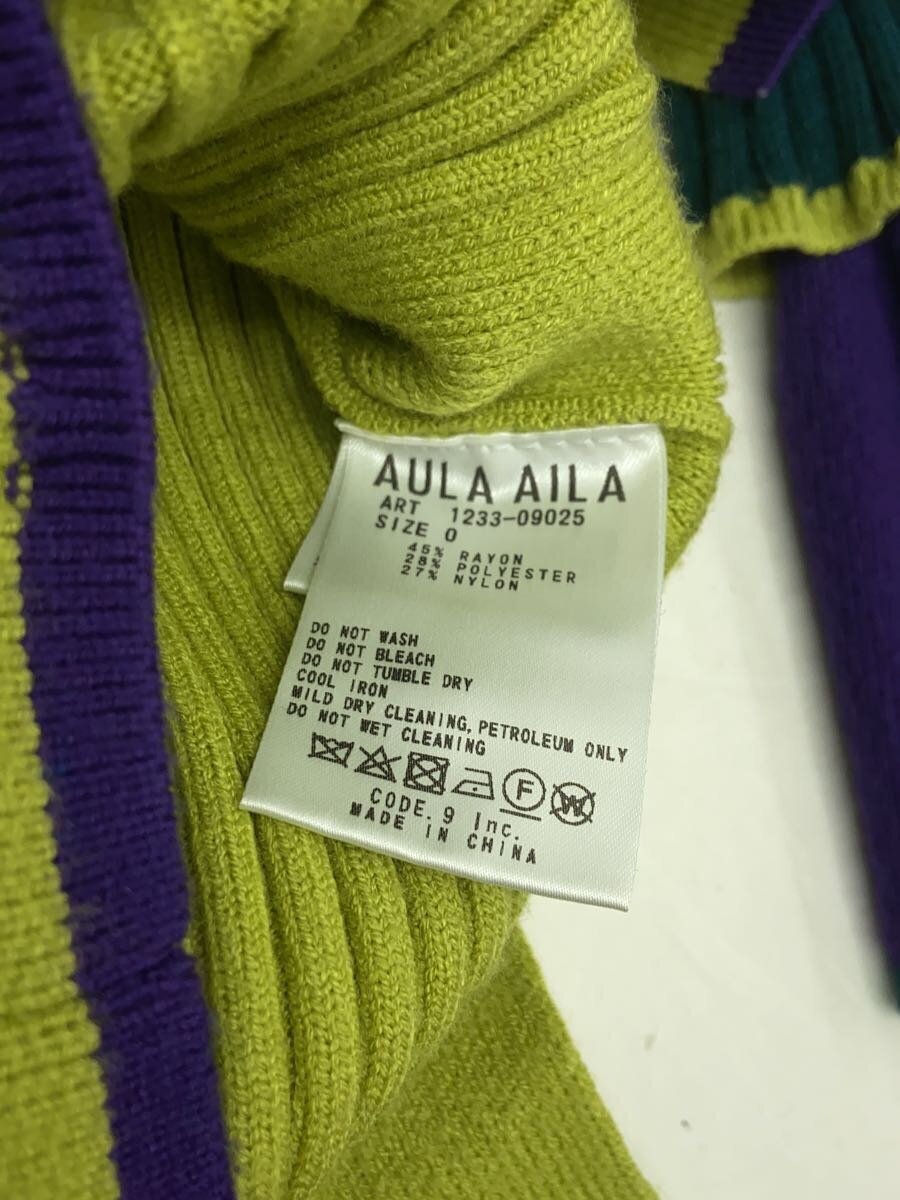 AULA AILA
ART 1233-09025
SIZE 0
45% RAYON
28% POLYESTER
27% NYLON
DO NOT WASH
DO NOT BLEACH
DO NOT TUMBLE DRY
COOL IRON
MILD DRY CLEANING, PETROLEUM ONLY
DO NOT WET CLEANING
F W
CODE. 9 Inc.
MADE IN CHINA